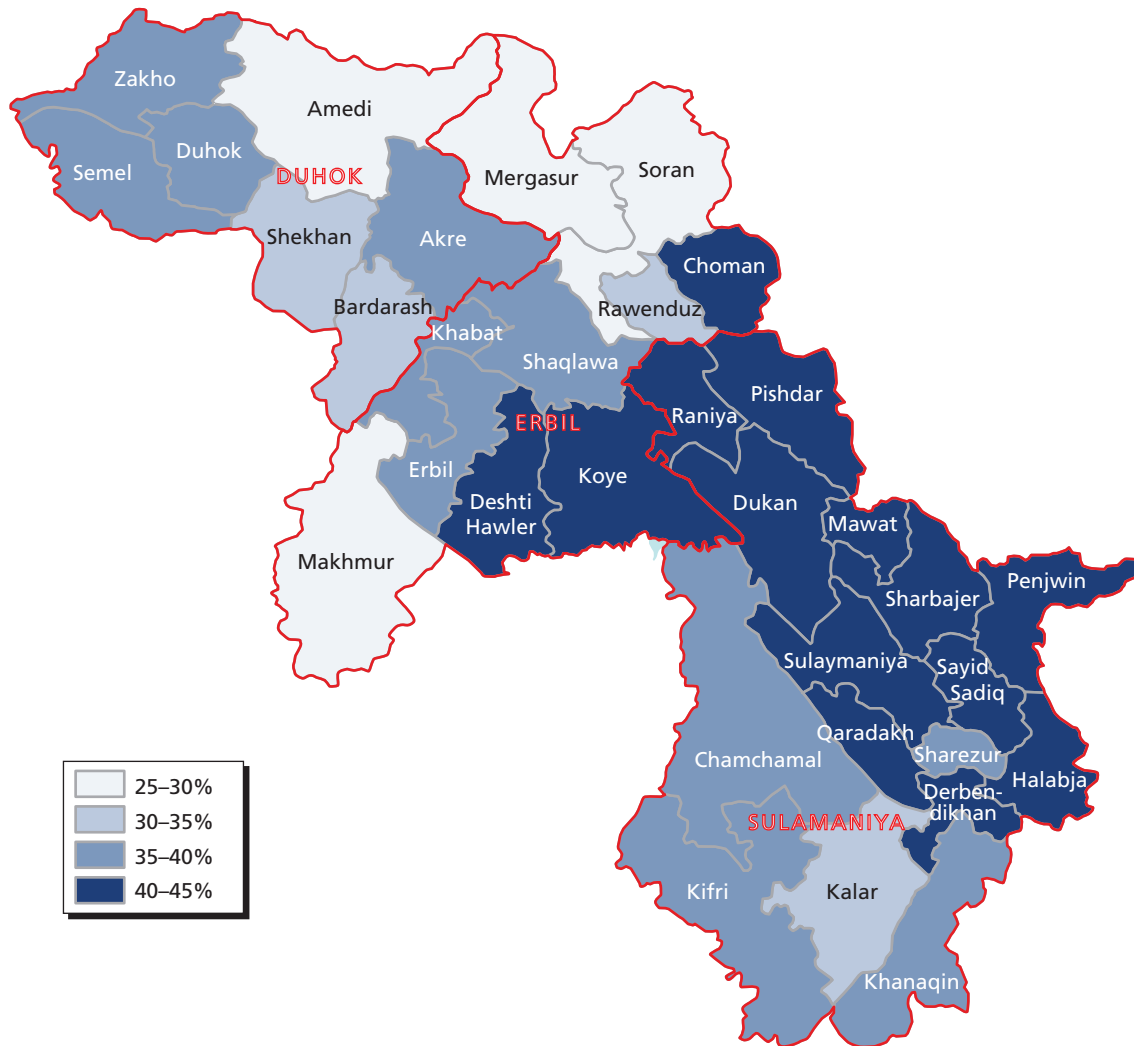 Zakho
Amedi
Semel
Duhok
DUHOK
Mergasur
Soran
Shekhan
Akre
Choman
Bardarash
Rawenduz
Khabat
Shaqlawa
Pishdar
Raniya
ERBIL
Erbil
Koye
Deshti
Hawler
Dukan
Mawat
Makhmur
Penjwin
Sharbajer
Sulaymaniya
Sayid
Sadiq
Qaradakh
Chamchamal
Sharezur
Halabja
Derben-
dikhan
SULAMANIYA
Kifri
Kalar
Khanaqin
25–30%
30–35%
35–40%
40–45%